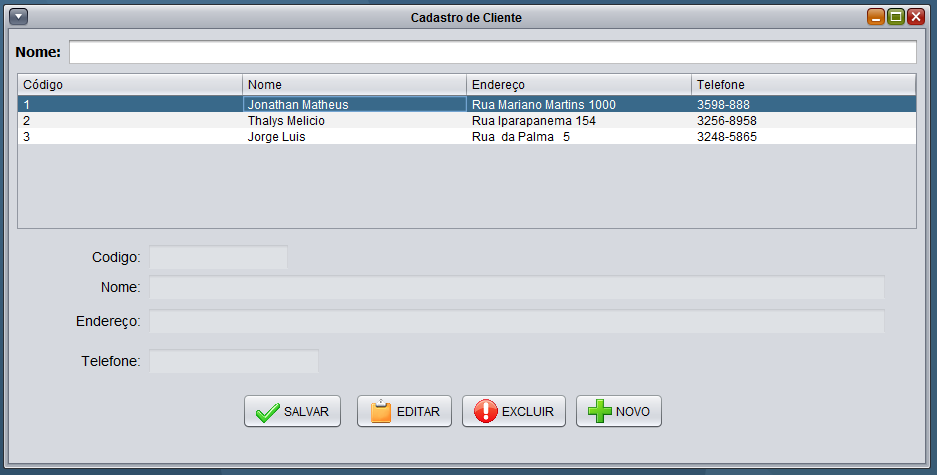 Cadastro de Cliente
Nome:
Código Nome Endereço Telefone
1 Jonathan Matheus Rua Mariano Martins 1000 3598-888
2 Thalys Melicio Rua Iparapanema 154 3256-8958
3 Jorge Luis Rua  da Palma   5 3248-5865
Codigo:
Nome:
Endereço:
Telefone:
SALVAR EDITAR EXCLUIR NOVO